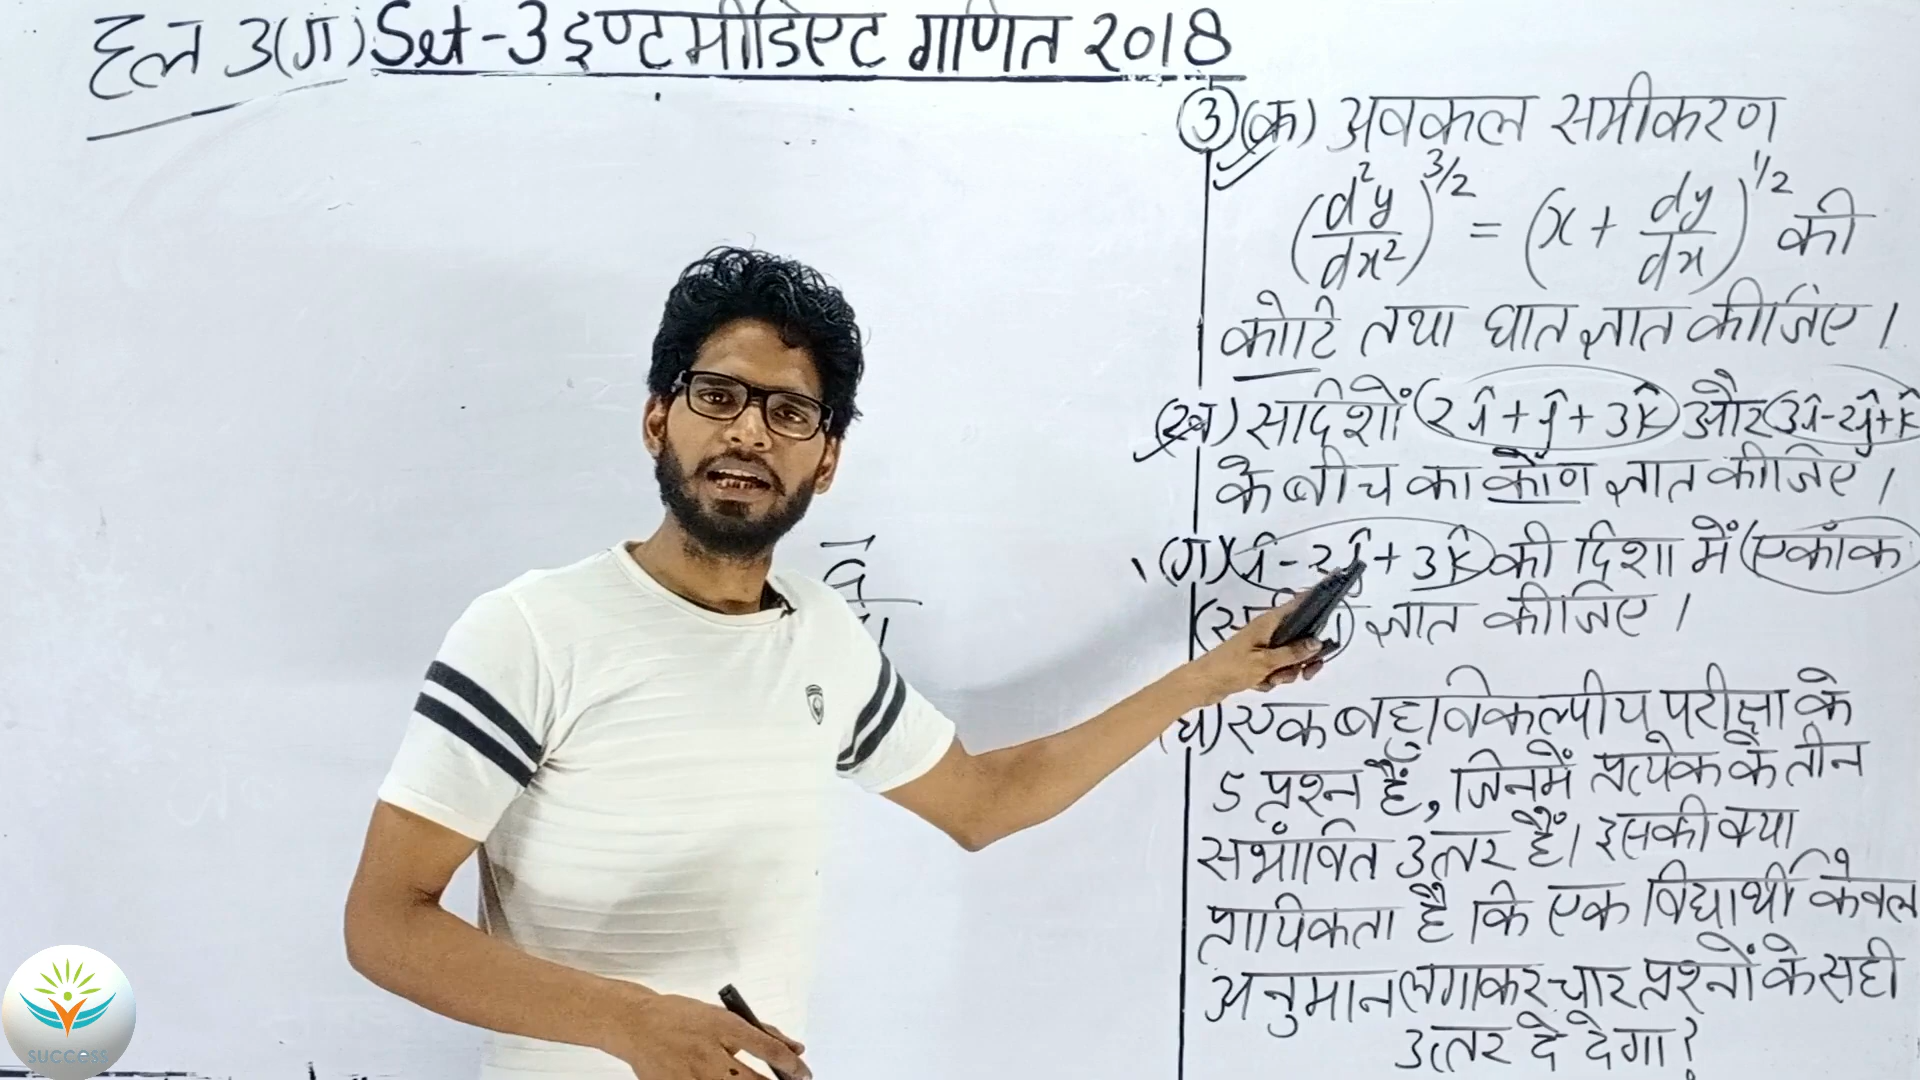 हल 3(ग) Set-3 इण्टरमीडिएट गणित 2018
③(क) अवकल समीकरण
(d²y/dx²)^3/2 = (x + dy/dx)^1/2 की
कोटि तथा घात ज्ञात कीजिए।
(ख) सदिशों (2î + ĵ + 3k̂) और (3î-2ĵ+k̂)
के बीच का कोण ज्ञात कीजिए।
(ग) î - 2ĵ + 3k̂ की दिशा में एकांक
ज्ञात कीजिए।
(घ) एक बहुविकल्पीय परीक्षा के
5 प्रश्न हैं, जिनमें प्रत्येक के तीन
सभांवित उत्तर हैं। इसकी क्या
प्रायिकता है कि एक विद्यार्थी केवल
अनुमान लगाकर चार प्रश्नों के सही
उत्तर दे देगा?
success